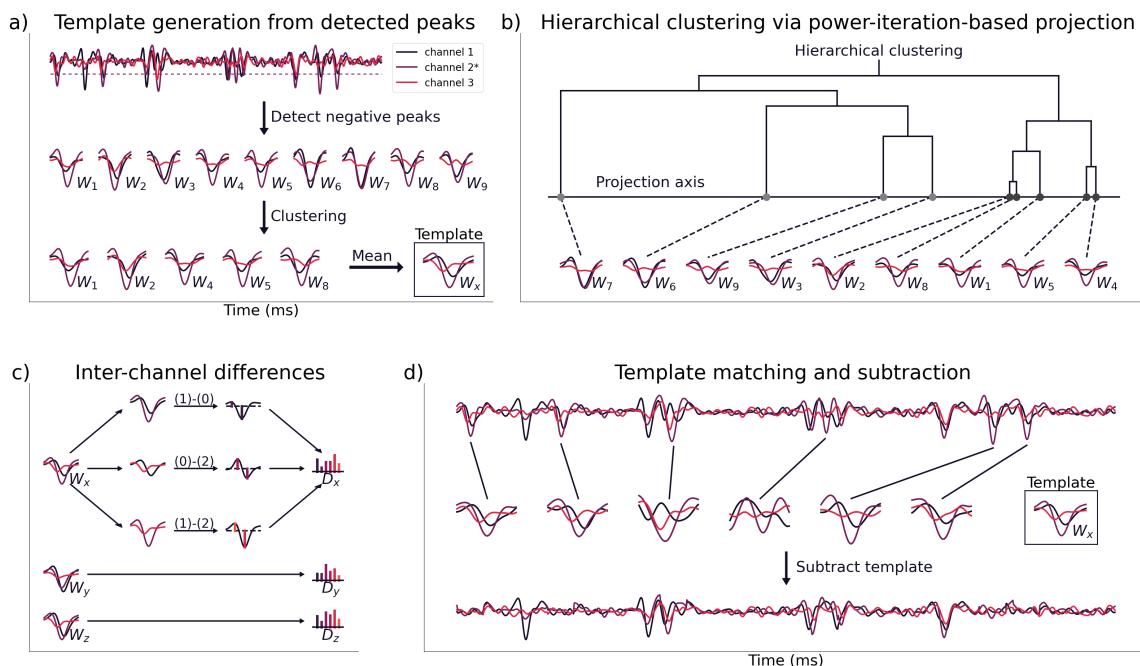 a) Template generation from detected peaks
channel 1
channel 2*
channel 3
Detect negative peaks
W1 W2 W3 W4 W5 W6 W7 W8 W9
Clustering
W1 W2 W4 W5 W8
Mean
Template
Wx
Time (ms)
b) Hierarchical clustering via power-iteration-based projection
Hierarchical clustering
Projection axis
W7 W6 W9 W3 W2 W8 W1 W5 W4
c) Inter-channel differences
(1)-(0)
Wx (0)-(2) Dx
(1)-(2)
Wy Dy
Wz Dz
d) Template matching and subtraction
Template
Wx
Subtract template
Time (ms)